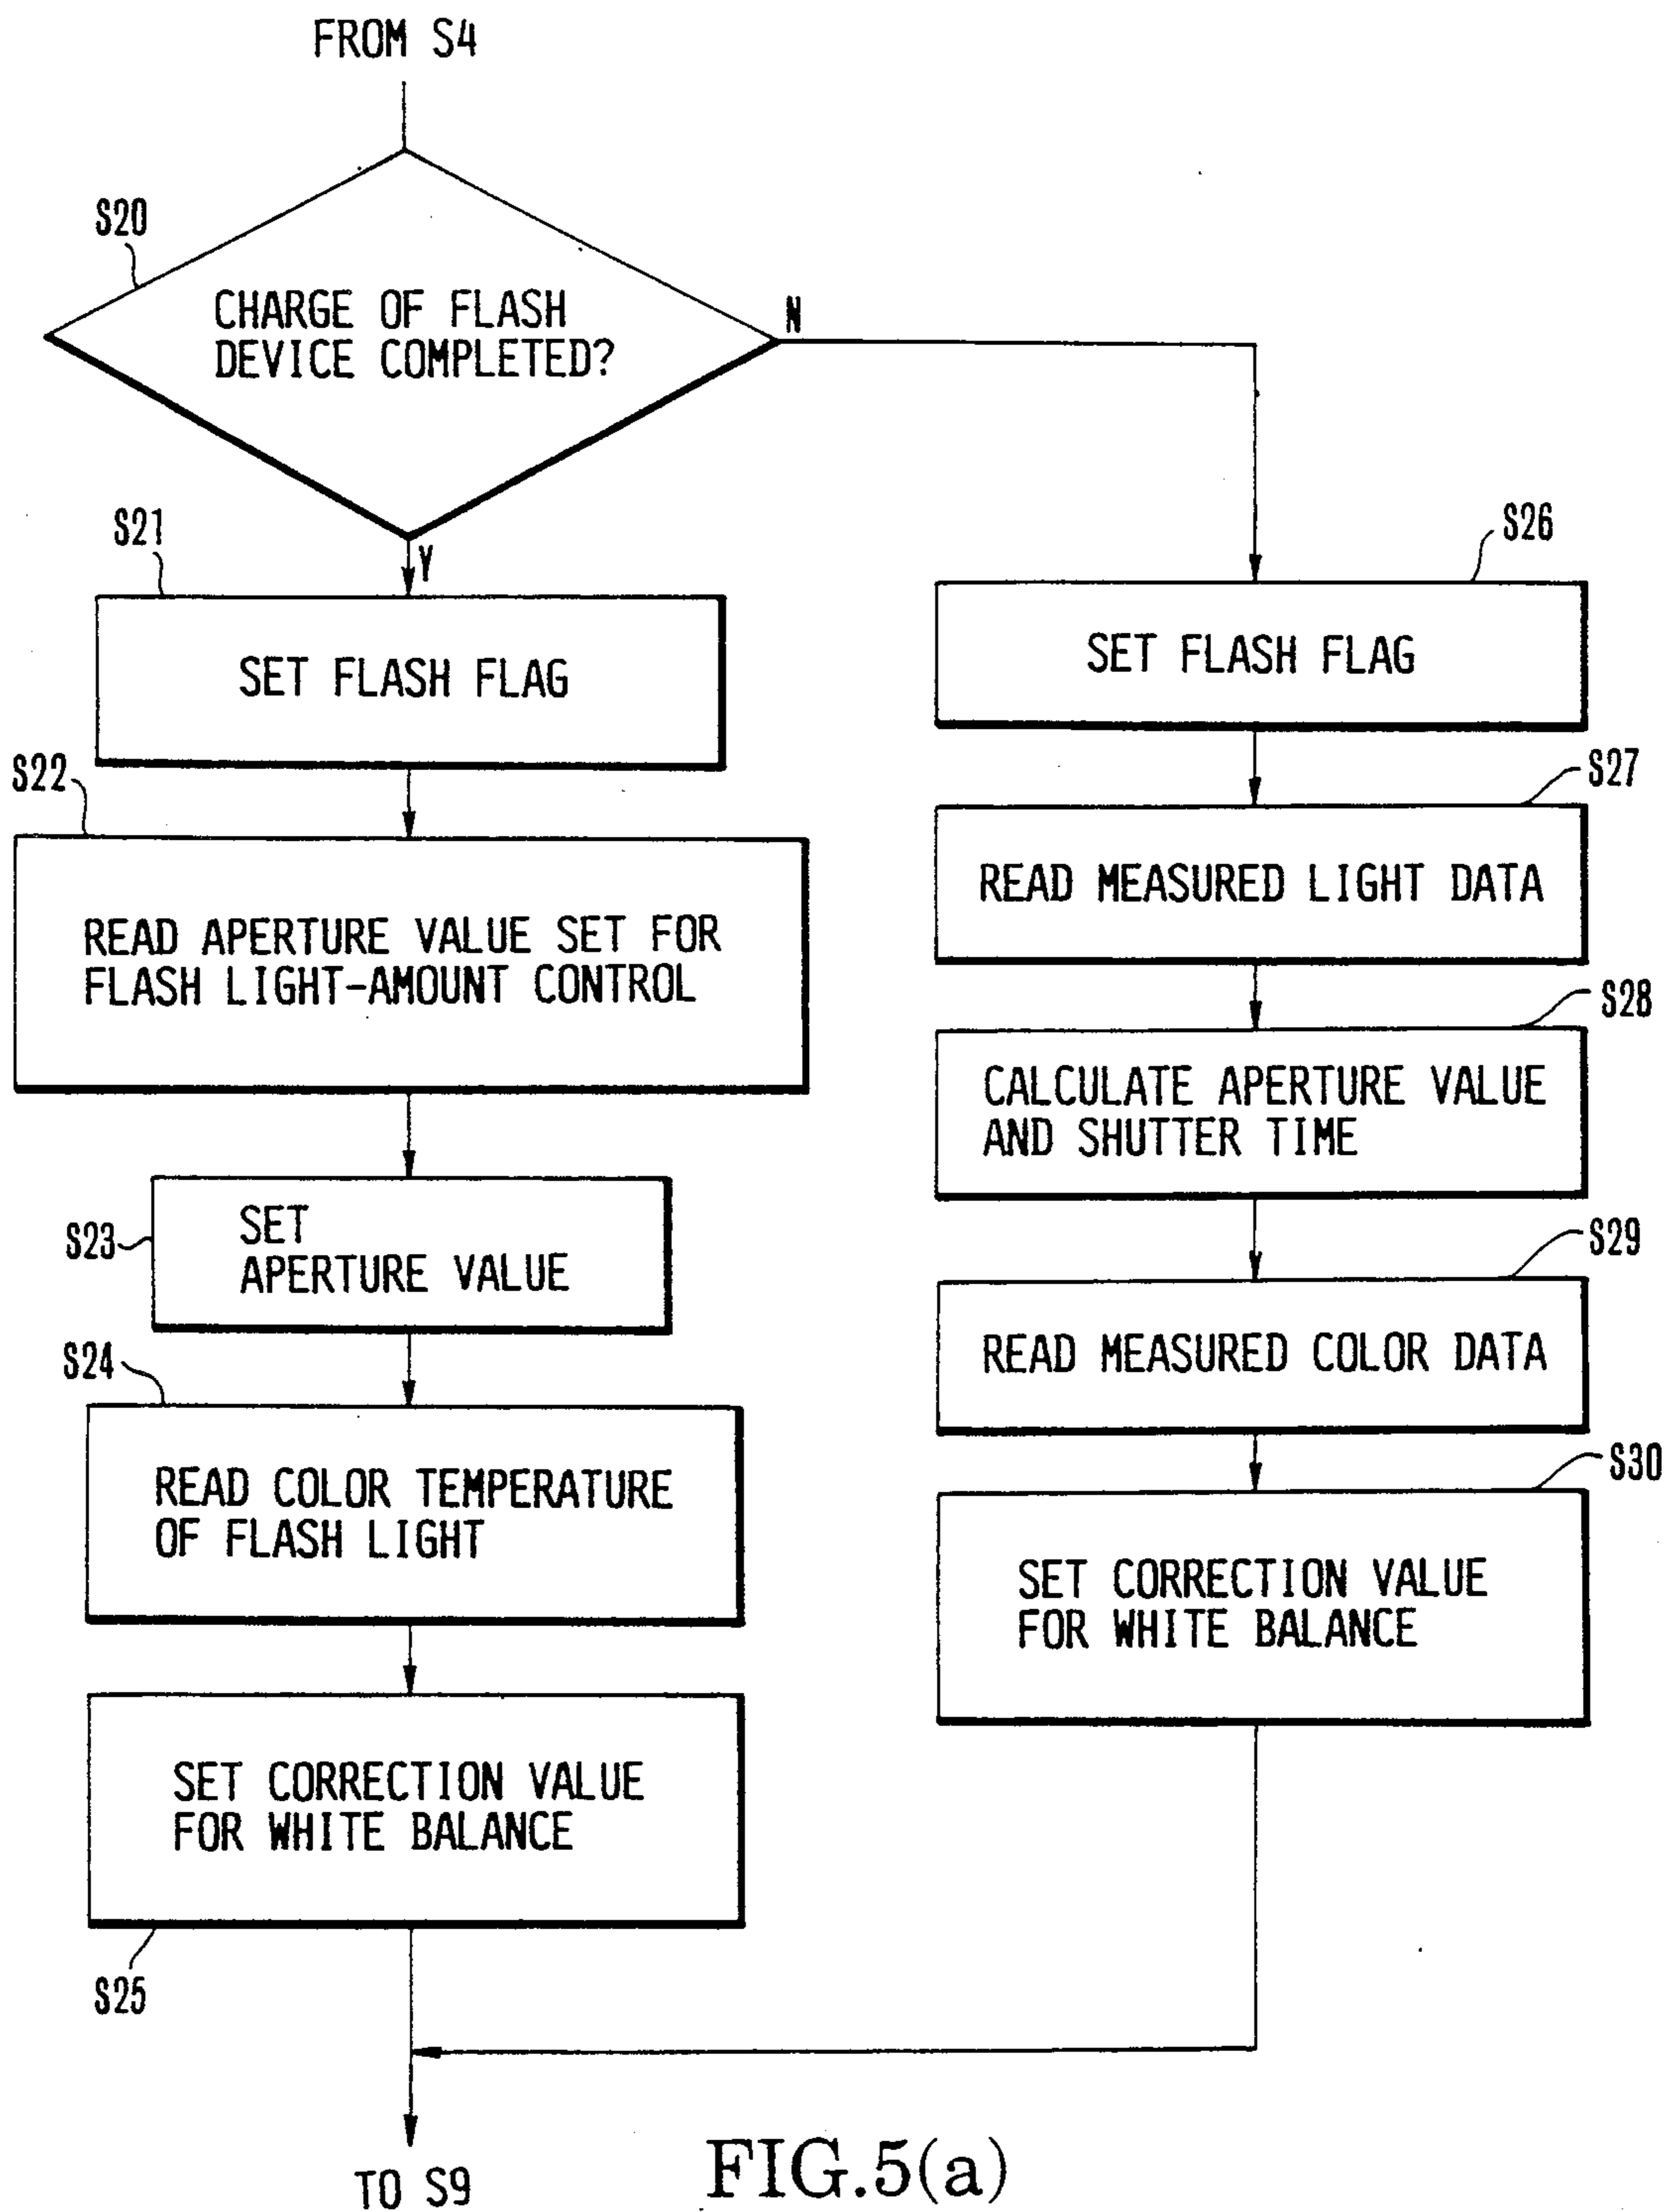 FROM S4
S20
CHARGE OF FLASH
DEVICE COMPLETED?
N
Y
S21
SET FLASH FLAG
S22
READ APERTURE VALUE SET FOR
FLASH LIGHT-AMOUNT CONTROL
S23
SET
APERTURE VALUE
S24
READ COLOR TEMPERATURE
OF FLASH LIGHT
SET CORRECTION VALUE
FOR WHITE BALANCE
S25
S26
SET FLASH FLAG
S27
READ MEASURED LIGHT DATA
S28
CALCULATE APERTURE VALUE
AND SHUTTER TIME
S29
READ MEASURED COLOR DATA
S30
SET CORRECTION VALUE
FOR WHITE BALANCE
TO S9
FIG.5(a)